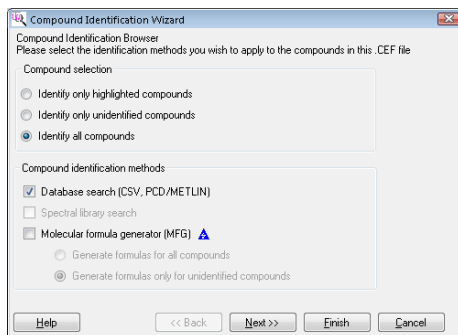 Compound Identification Wizard
Compound Identification Browser
Please select the identification methods you wish to apply to the compounds in this .CEF file
Compound selection
Identify only highlighted compounds
Identify only unidentified compounds
Identify all compounds
Compound identification methods
Database search (CSV, PCD/METLIN)
Spectral library search
Molecular formula generator (MFG)
Generate formulas for all compounds
Generate formulas only for unidentified compounds
Help << Back Next >> Finish Cancel